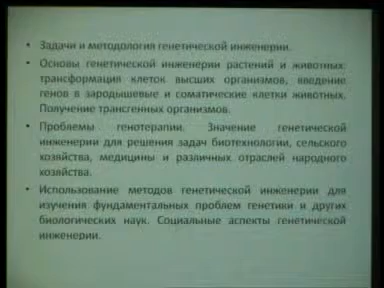 • Задачи и методология генетической инженерии.
• Основы генетической инженерии растений и животных:
трансформация клеток высших организмов, введение
генов в зародышевые и соматические клетки животных.
Получение трансгенных организмов.
• Проблемы генотерапии. Значение генетической
инженерии для решения задач биотехнологии, сельского
хозяйства, медицины и различных отраслей народного
хозяйства.
• Использование методов генетической инженерии для
изучения фундаментальных проблем генетики и других
биологических наук. Социальные аспекты генетической
инженерии.